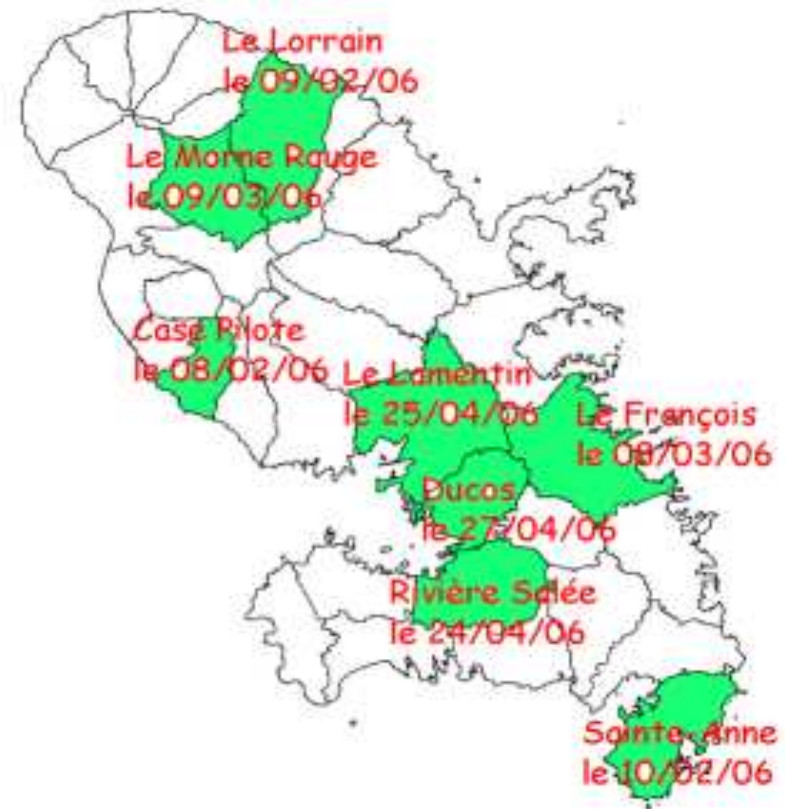 Le Lorrain
le 09/02/06
Le Morne Rouge
le 09/03/06
Case Pilote
le 08/02/06
Le Lamentin
le 25/04/06
Le François
le 08/03/06
Ducos
le 27/04/06
Rivière Salée
le 24/04/06
Sainte-Anne
le 10/02/06